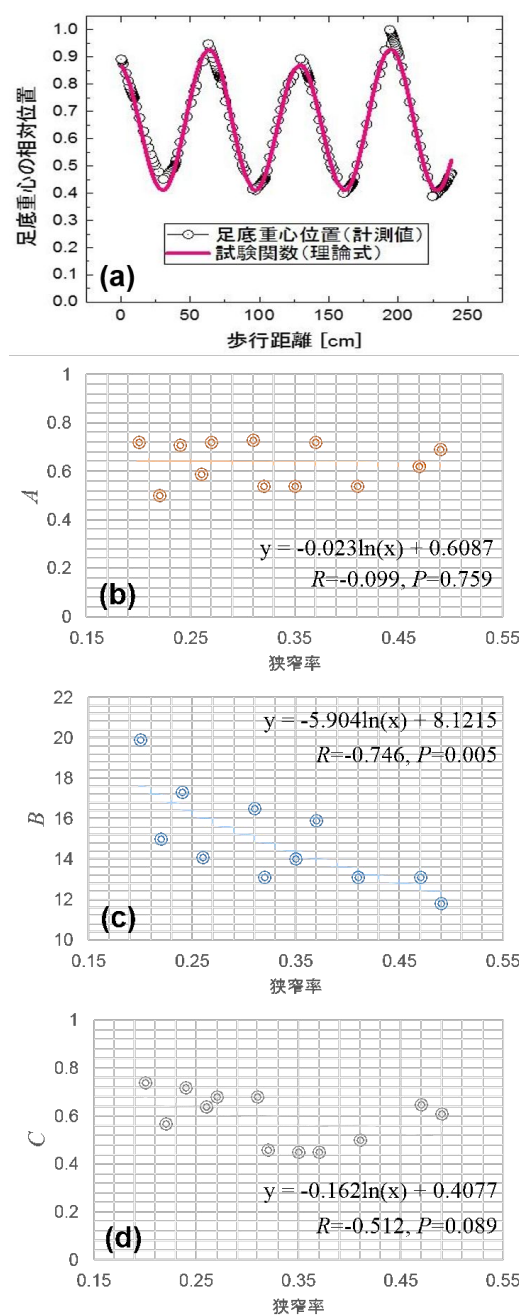 1.0
0.9
0.8
0.7
0.6
0.5
0.4
0.3
0.2
0.1
0.0
足底重心の相対位置
足底重心位置(計測値)
試験関数(理論式)
(a)
0 50 100 150 200 250
歩行距離 [cm]
1
0.8
0.6
0.4
0.2
0
A
y = -0.023ln(x) + 0.6087
R=-0.099, P=0.759
(b)
0.15 0.25 0.35 0.45 0.55
狭窄率
22
20
18
16
14
12
10
B
y = -5.904ln(x) + 8.1215
R=-0.746, P=0.005
(c)
0.15 0.25 0.35 0.45 0.55
狭窄率
1
0.8
0.6
0.4
0.2
0
C
y = -0.162ln(x) + 0.4077
R=-0.512, P=0.089
(d)
0.15 0.25 0.35 0.45 0.55
狭窄率